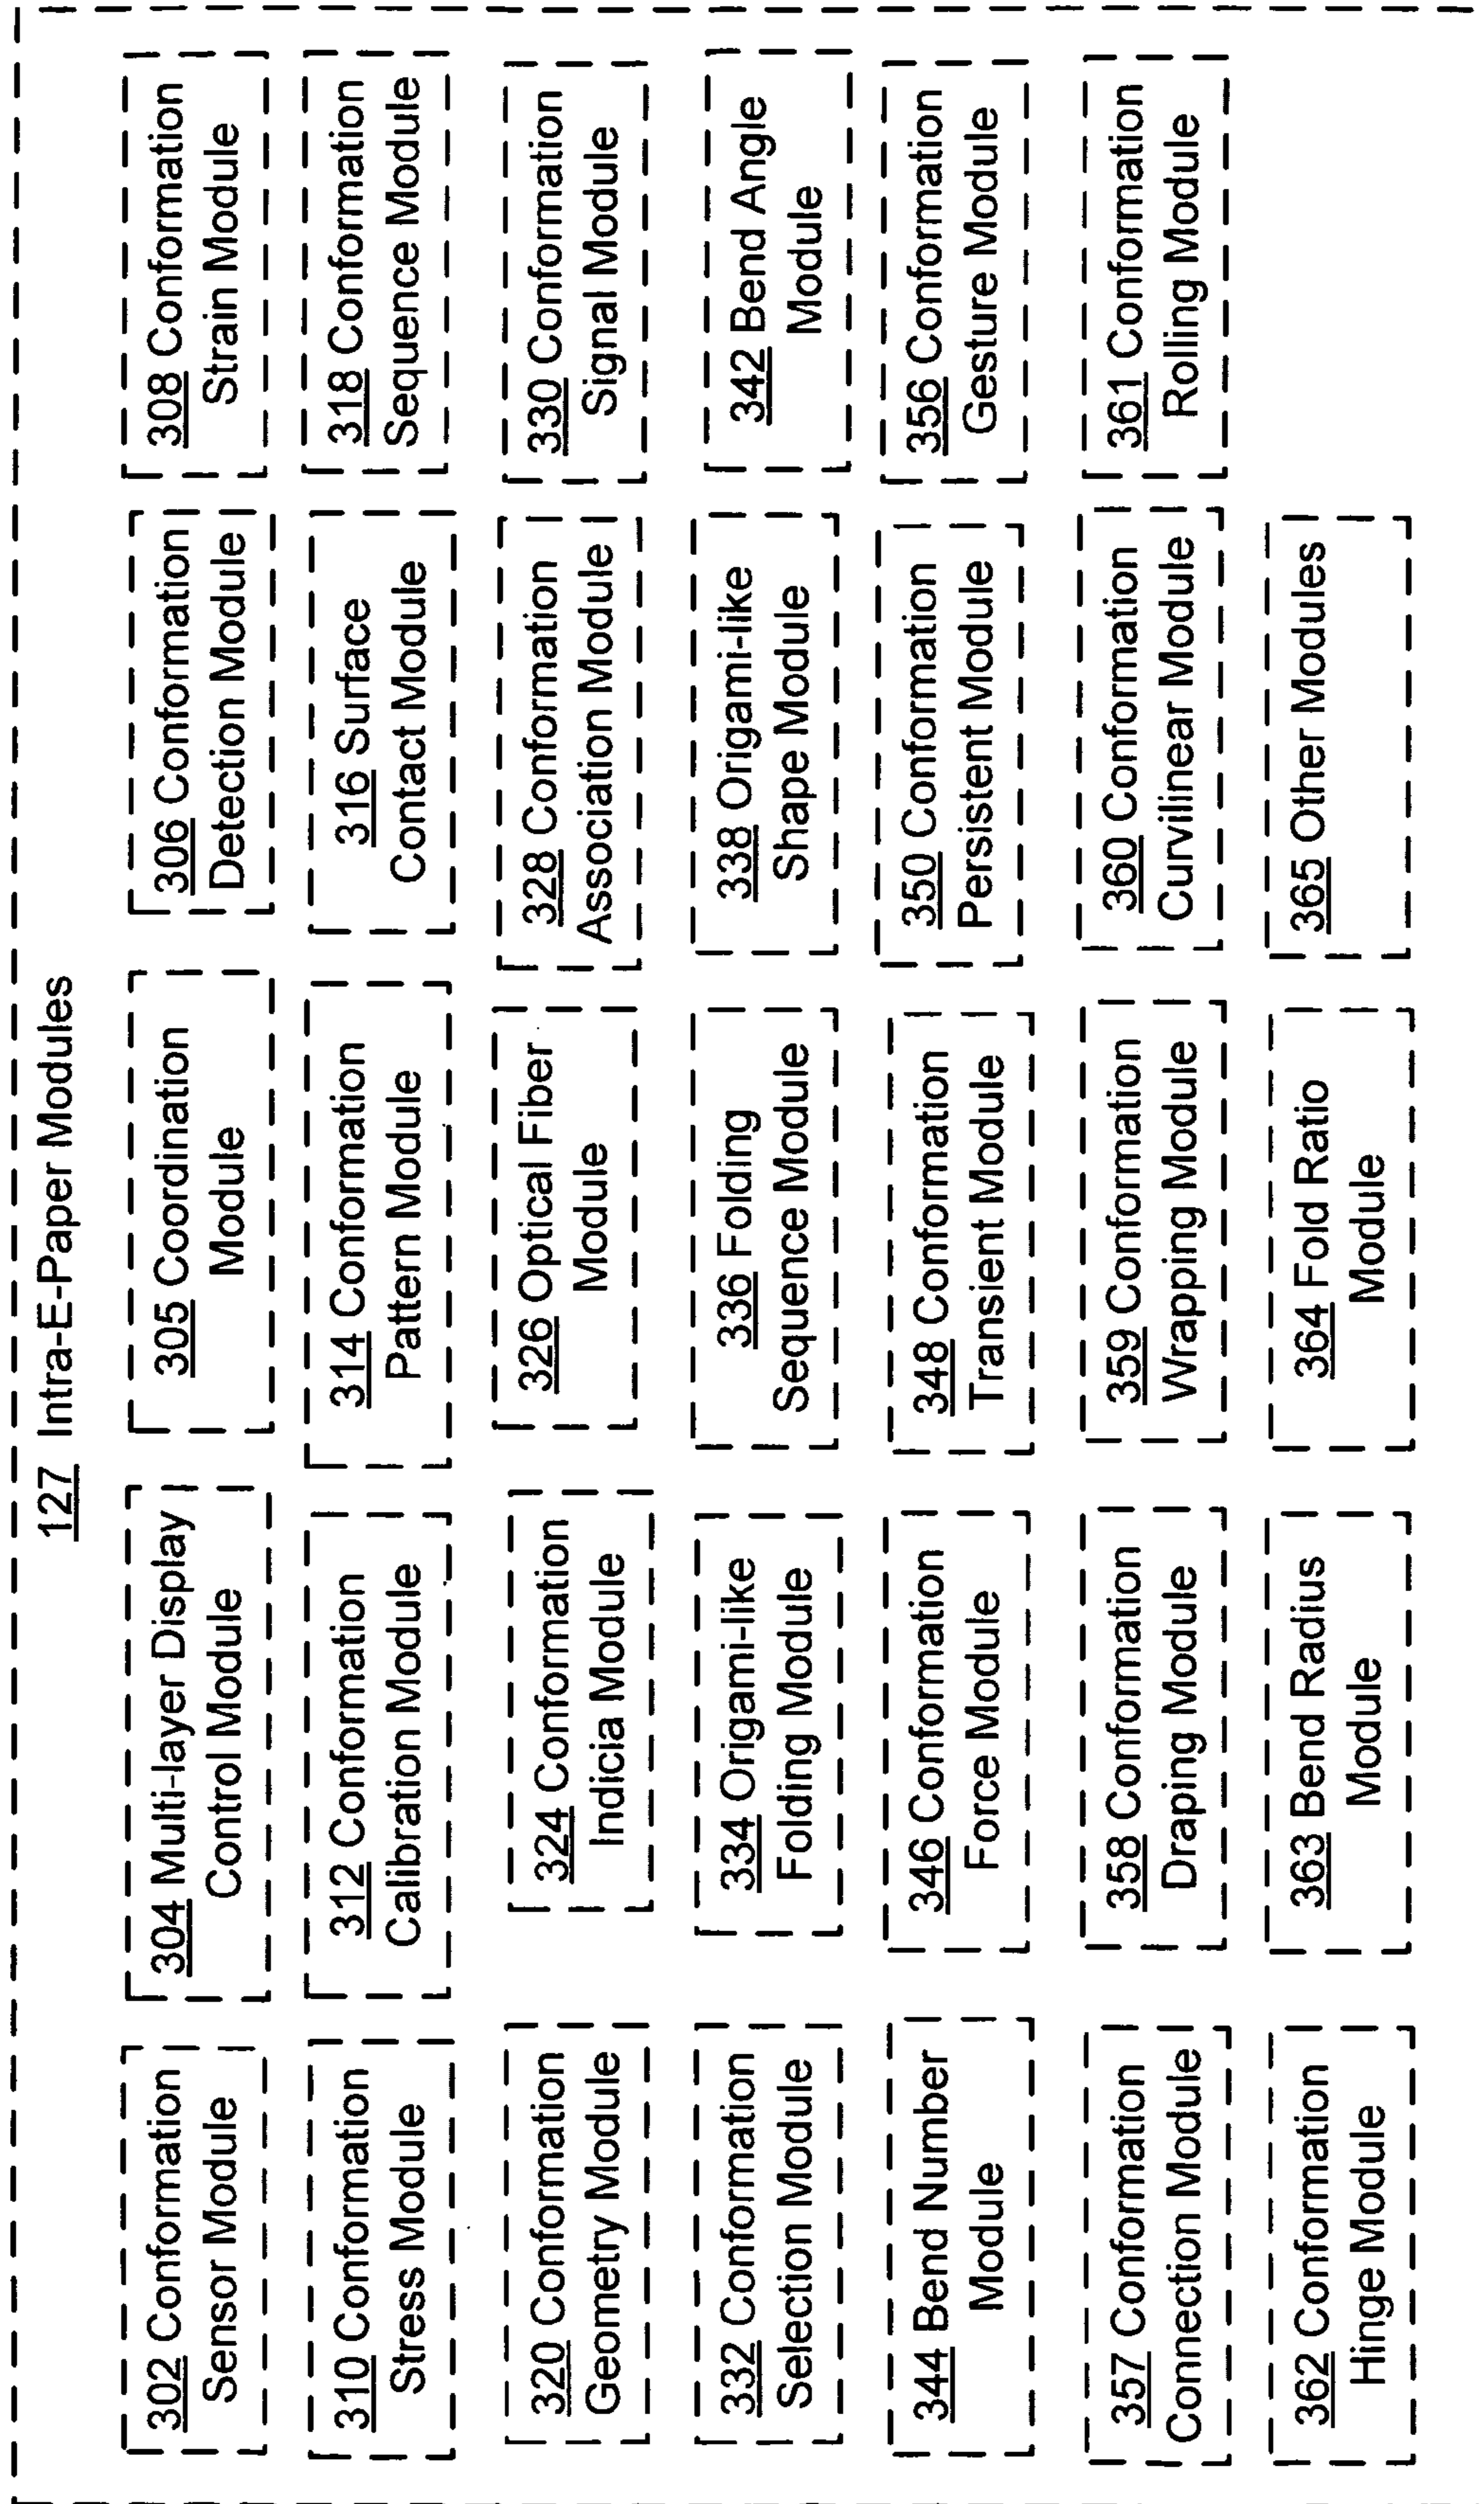 127 Intra-E-Paper Modules
302 Conformation
Sensor Module
304 Multi-layer Display
Control Module
305 Coordination
Module
306 Conformation
Detection Module
308 Conformation
Strain Module
310 Conformation
Stress Module
312 Conformation
Calibration Module
314 Conformation
Pattern Module
316 Surface
Contact Module
318 Conformation
Sequence Module
320 Conformation
Geometry Module
324 Conformation
Indicia Module
326 Optical Fiber
Module
328 Conformation
Association Module
330 Conformation
Signal Module
332 Conformation
Selection Module
334 Origami-like
Folding Module
336 Folding
Sequence Module
338 Origami-like
Shape Module
342 Bend Angle
Module
344 Bend Number
Module
346 Conformation
Force Module
348 Conformation
Transient Module
350 Conformation
Persistent Module
356 Conformation
Gesture Module
357 Conformation
Connection Module
358 Conformation
Draping Module
359 Conformation
Wrapping Module
360 Conformation
Curvilinear Module
361 Conformation
Rolling Module
362 Conformation
Hinge Module
363 Bend Radius
Module
364 Fold Ratio
Module
365 Other Modules